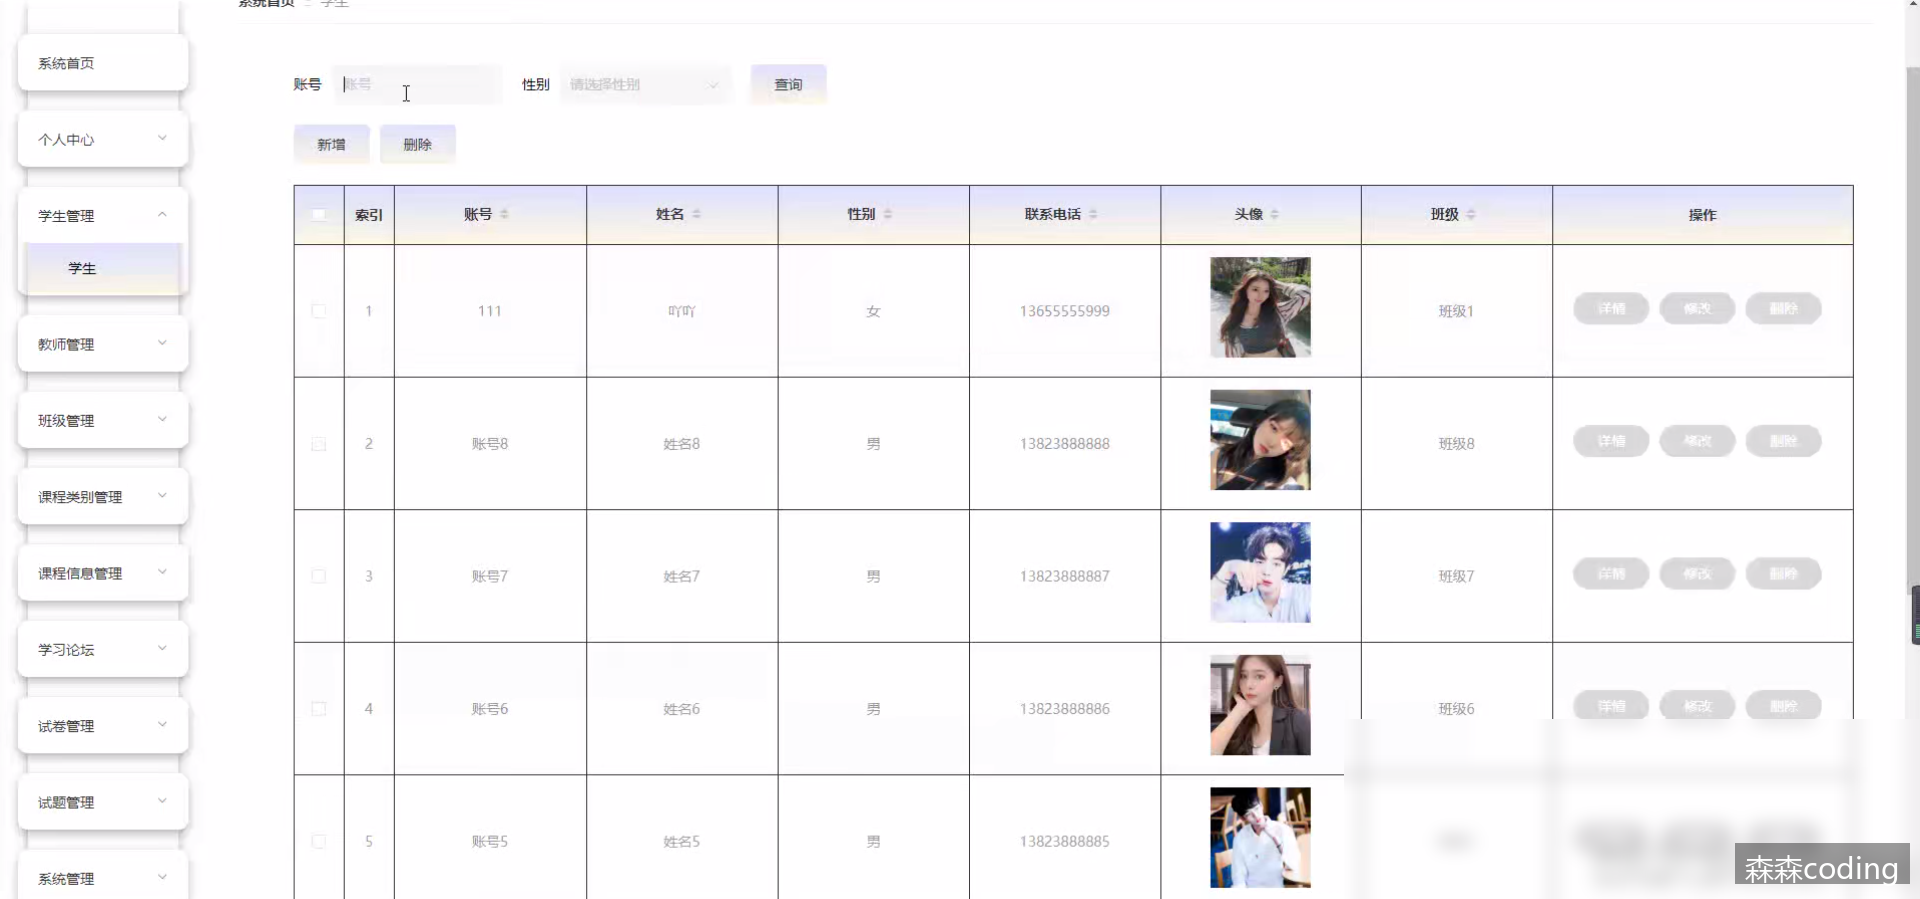 系统首页 学生
系统首页
个人中心
学生管理
学生
教师管理
班级管理
课程类别管理
课程信息管理
学习论坛
试卷管理
试题管理
系统管理
账号 账号 性别 请选择性别 查询
新增 删除
索引 账号 姓名 性别 联系电话 头像 班级 操作
1 111 吖吖 女 13655555999 班级1 详情 修改 删除
2 账号8 姓名8 男 13823888888 班级8 详情 修改 删除
3 账号7 姓名7 男 13823888887 班级7 详情 修改 删除
4 账号6 姓名6 男 13823888886 班级6 详情 修改 删除
5 账号5 姓名5 男 13823888885
森森coding